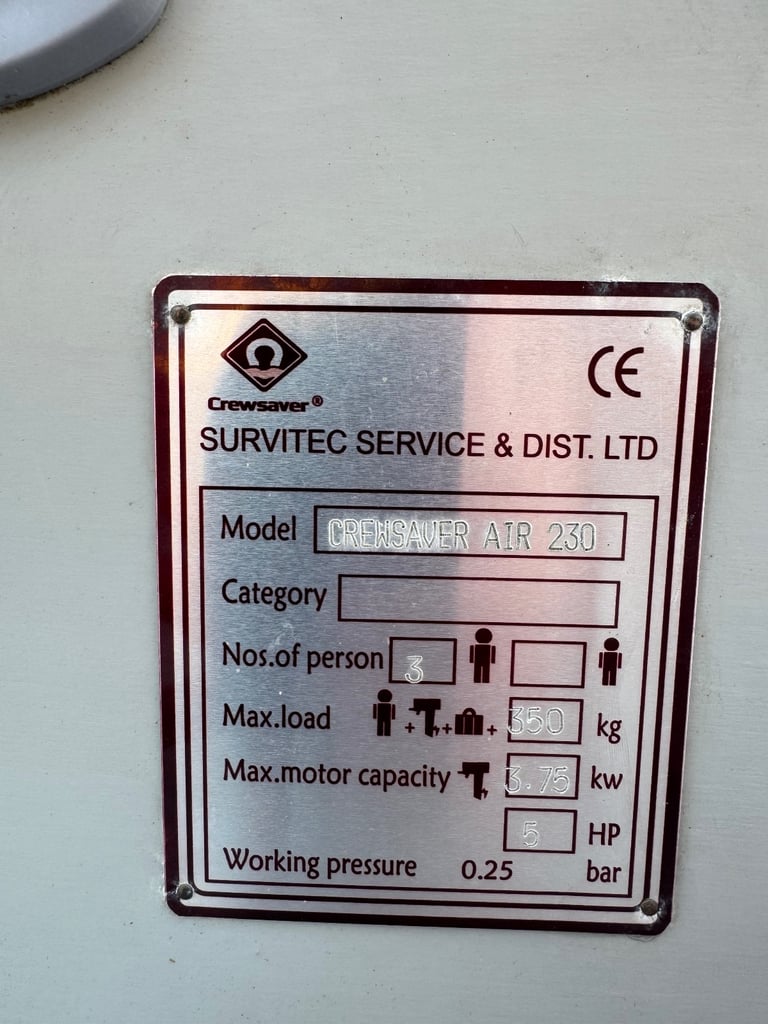 Crewsaver®
CE
SURVITEC SERVICE & DIST. LTD
Model CREWSAVER AIR 230
Category
Nos.of person 3
Max.load + + + 350 kg
Max.motor capacity 3.75 kw
5 HP
Working pressure 0.25 bar